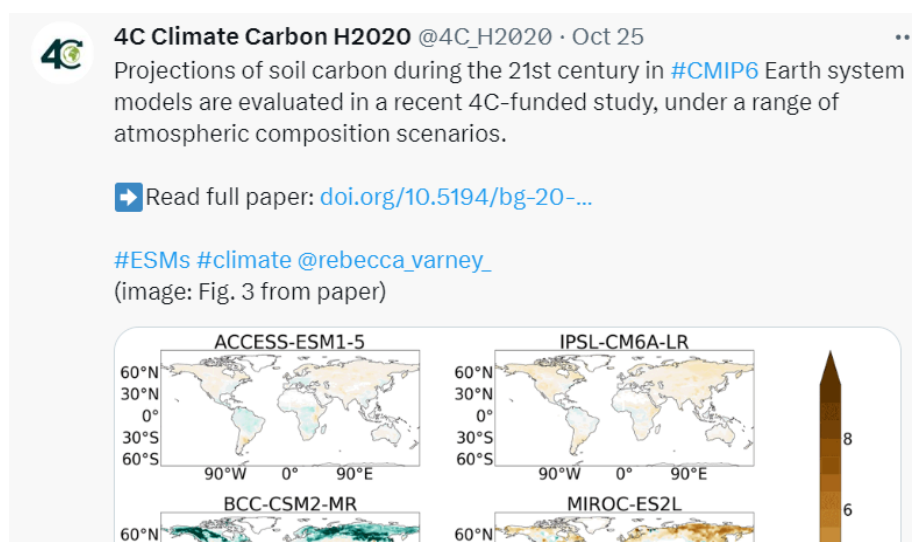 4C
4C Climate Carbon H2020 @4C_H2020 · Oct 25
Projections of soil carbon during the 21st century in #CMIP6 Earth system
models are evaluated in a recent 4C-funded study, under a range of
atmospheric composition scenarios.
➡Read full paper: doi.org/10.5194/bg-20-...
#ESMs #climate @rebecca_varney_
(image: Fig. 3 from paper)
ACCESS-ESM1-5
60°N
30°N
0°
30°S
60°S
90°W 0° 90°E
IPSL-CM6A-LR
60°N
30°N
0°
30°S
60°S
90°W 0° 90°E
8
6
BCC-CSM2-MR
60°N
MIROC-ES2L
60°N